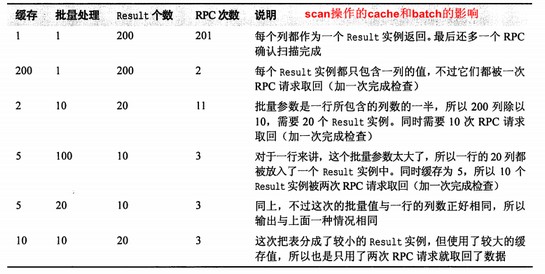 缓存 批量处理 Result 个数 RPC 次数 说明 scan操作的cache和batch的影响
1 1 200 201 每个列都作为一个 Result 实例返回。最后还多一个 RPC
确认扫描完成
200 1 200 2 每个 Result 实例都只包含一列的值，不过它们都被一次
RPC 请求取回（加一次完成检查）
2 10 20 11 批量参数是一行所包含的列数的一半，所以 200 列除以
10，需要 20 个 Result 实例。同时需要 10 次 RPC 请求
取回（加一次完成检查）
5 100 10 3 对于一行来讲，这个批量参数太大了，所以一行的 20 列都
被放入了一个 Result 实例中。同时缓存为 5，所以 10 个
Result 实例被两次 RPC 请求取回（加一次完成检查）
5 20 10 3 同上，不过这次的批量值与一行的列数正好相同，所以
输出与上面一种情况相同
10 10 20 3 这次把表分成了较小的 Result 实例，但使用了较大的缓
存值，所以也是只用了两次 RPC 请求就取回了数据